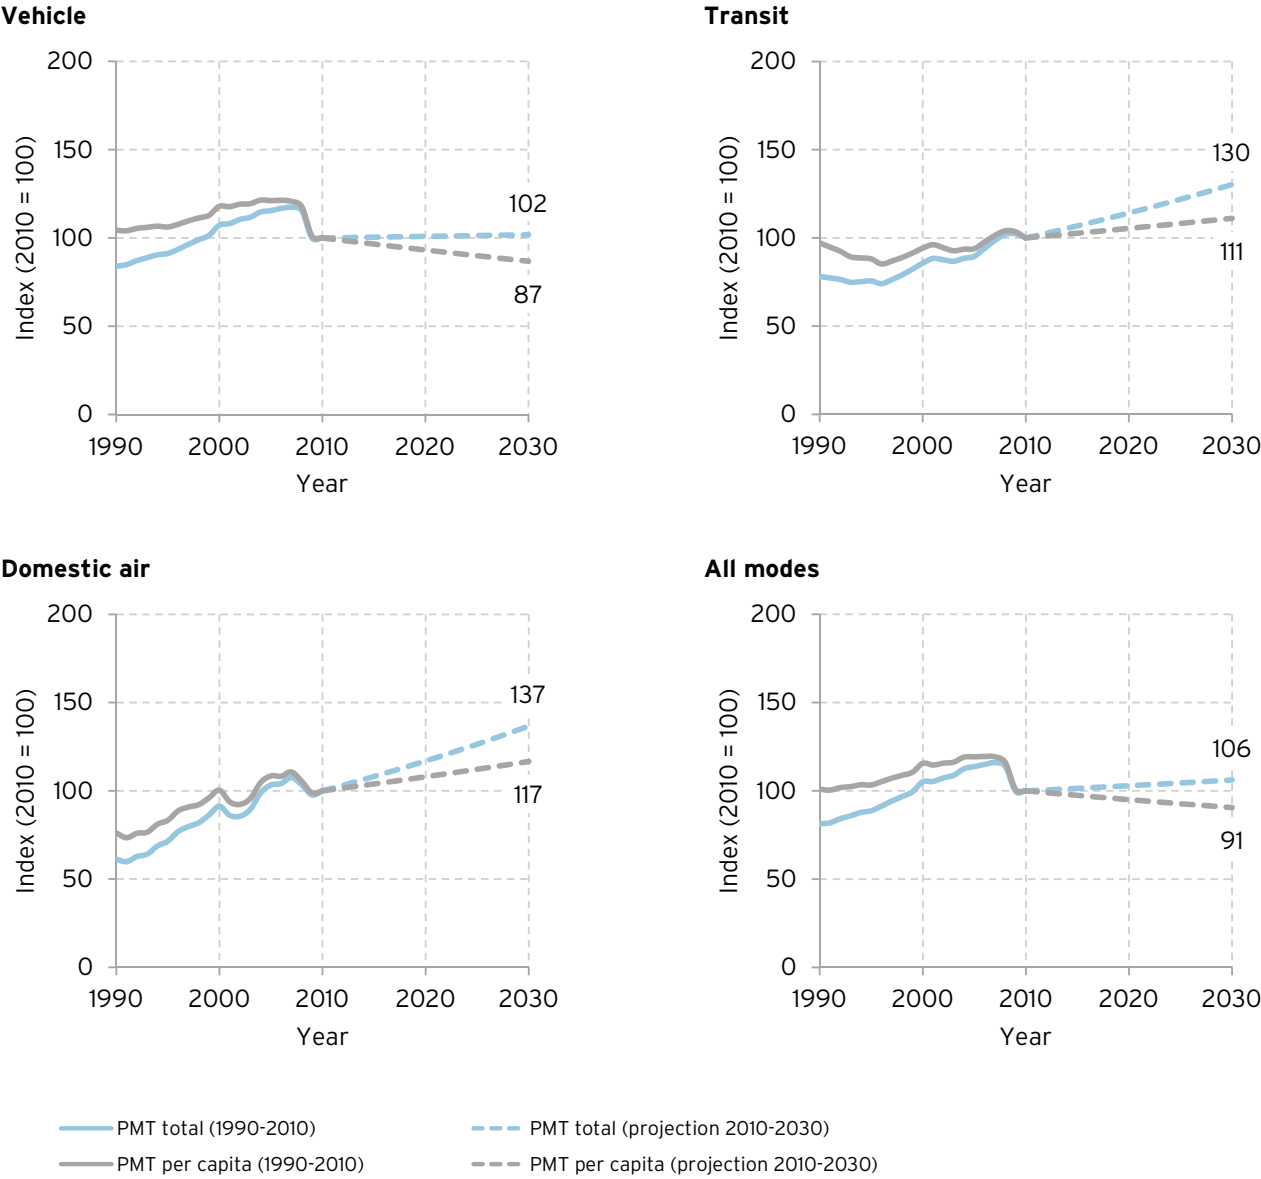 Vehicle
200
150
100
50
0
Index (2010 = 100)
102
87
1990 2000 2010 2020 2030
Year
Transit
200
150
100
50
0
Index (2010 = 100)
130
111
1990 2000 2010 2020 2030
Year
Domestic air
200
150
100
50
0
Index (2010 = 100)
137
117
1990 2000 2010 2020 2030
Year
All modes
200
150
100
50
0
Index (2010 = 100)
106
91
1990 2000 2010 2020 2030
Year
PMT total (1990-2010)
PMT total (projection 2010-2030)
PMT per capita (1990-2010)
PMT per capita (projection 2010-2030)